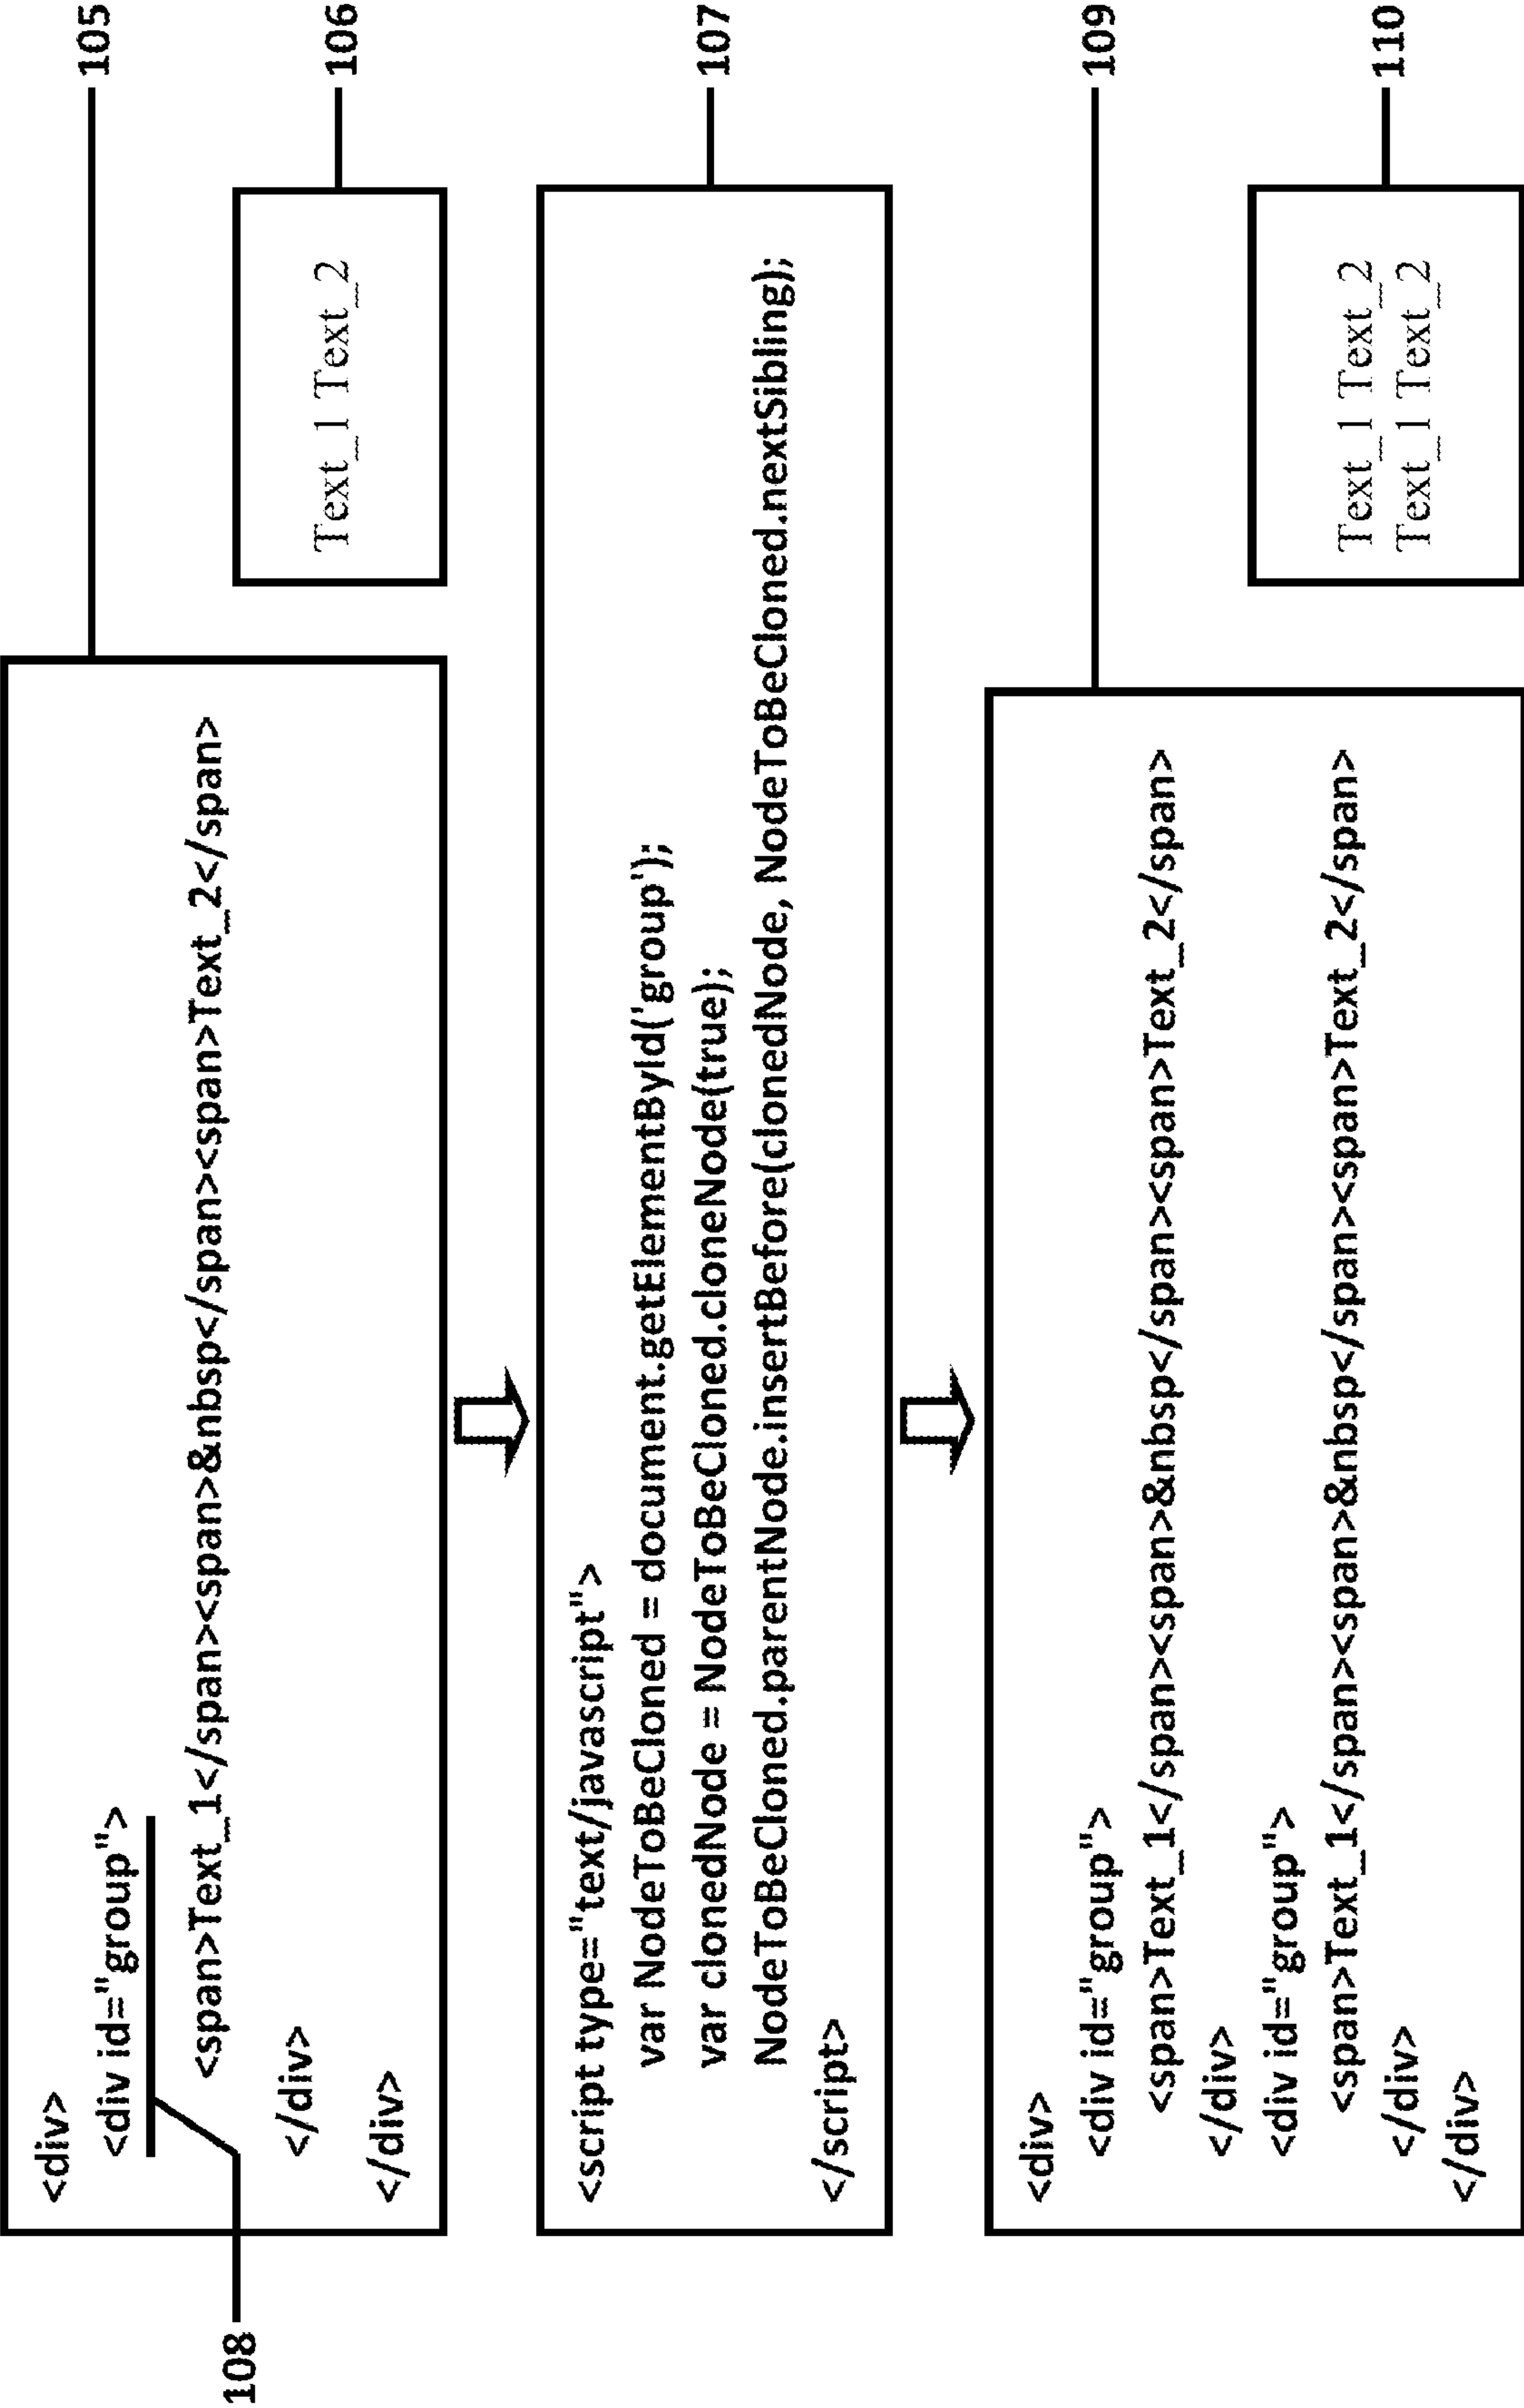 <div>
<div id="group">
<span>Text_1</span><span>&nbsp</span><span>Text_2</span>
</div>
</div>
105
Text_1 Text_2
106
108
<script type="text/javascript">
var NodeToBeCloned = document.getElementById('group');
var clonedNode = NodeToBeCloned.cloneNode(true);
NodeToBeCloned.parentNode.insertBefore(clonedNode, NodeToBeCloned.nextSibling);
</script>
107
<div>
<div id="group">
<span>Text_1</span><span>&nbsp</span><span>Text_2</span>
</div>
<div id="group">
<span>Text_1</span><span>&nbsp</span><span>Text_2</span>
</div>
</div>
109
Text_1 Text_2
Text_1 Text_2
110